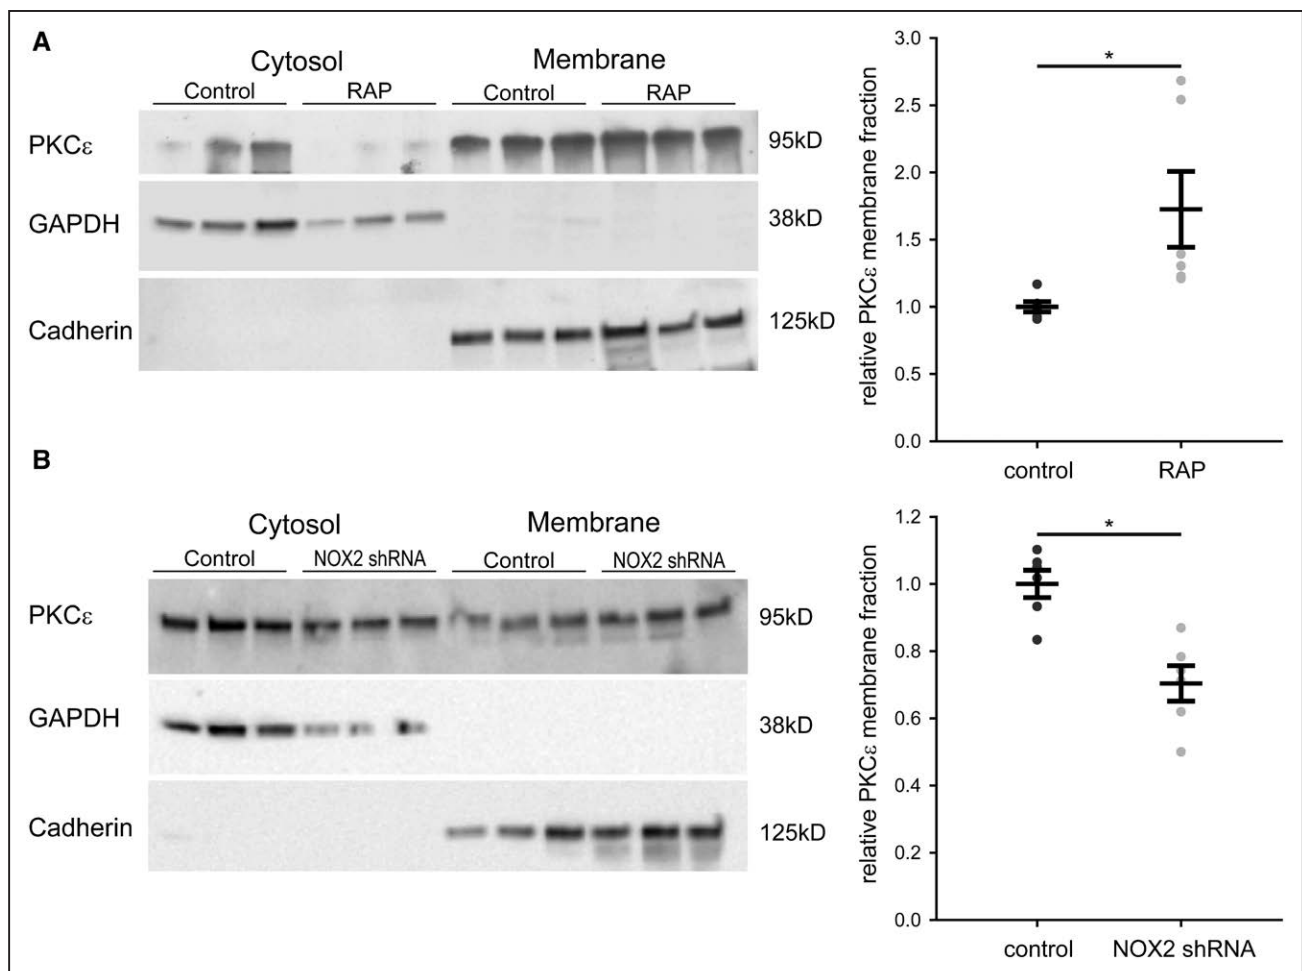 A
Cytosol
Membrane
Control
RAP
Control
RAP
PKCε
95kD
GAPDH
38kD
Cadherin
125kD
relative PKCε membrane fraction
3.0
2.5
2.0
1.5
1.0
0.5
0.0
*
control
RAP
B
Cytosol
Membrane
Control
NOX2 shRNA
Control
NOX2 shRNA
PKCε
95kD
GAPDH
38kD
Cadherin
125kD
relative PKCε membrane fraction
1.2
1.0
0.8
0.6
0.4
0.2
0.0
*
control
NOX2 shRNA